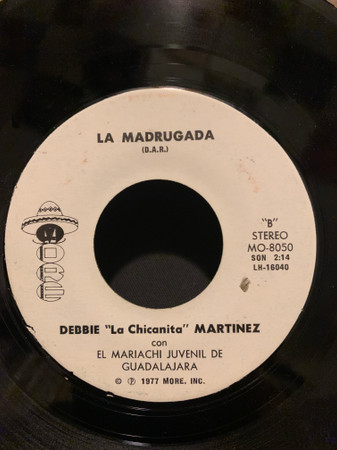 LA MADRUGADA
(D.A.R.)
MORE
"B"
STEREO
MO-8050
SON 2:14
LH-16040
DEBBIE "La Chicanita" MARTINEZ
con
EL MARIACHI JUVENIL DE
GUADALAJARA
© ℗ 1977 MORE, INC.